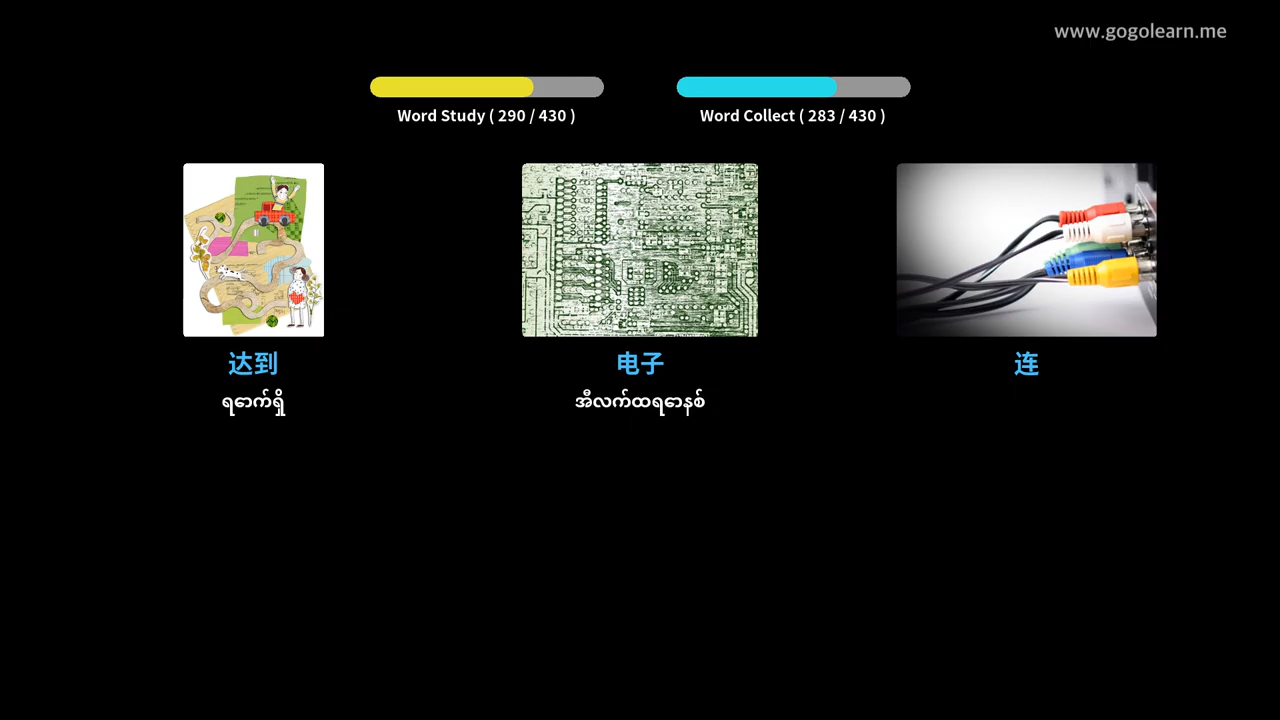 www.gogolearn.me
Word Study ( 290 / 430 )
Word Collect ( 283 / 430 )
达到
电子
连
ရောက်ရှိ
အီလက်ထရောနစ်